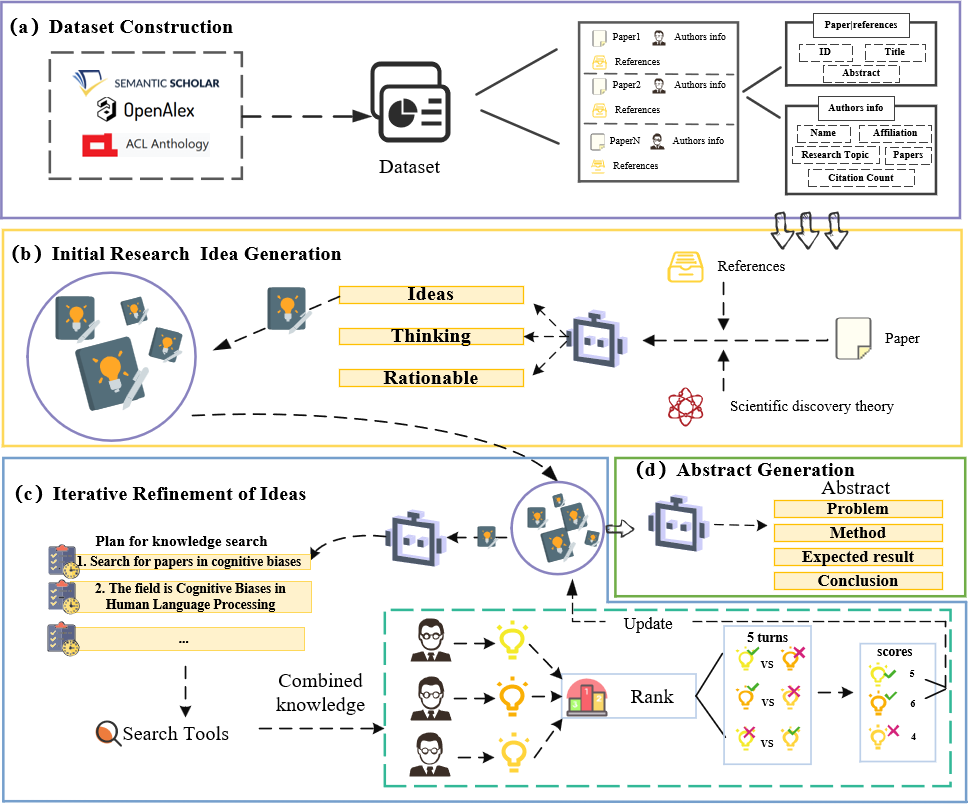 (a) Dataset Construction
SEMANTIC SCHOLAR
OpenAlex
ACL Anthology
Dataset
Paper1
Authors info
References
Paper2
Authors info
References
PaperN
Authors info
References
Paper|references
ID
Title
Abstract
Authors info
Name
Affiliation
Research Topic
Papers
Citation Count
(b) Initial Research Idea Generation
Ideas
Thinking
Rationable
References
Paper
Scientific discovery theory
(c) Iterative Refinement of Ideas
Plan for knowledge search
1. Search for papers in cognitive biases
2. The field is Cognitive Biases in
Human Language Processing
...
Search Tools
Combined
knowledge
Update
Rank
1
5 turns
vs
vs
vs
scores
5
6
4
(d) Abstract Generation
Abstract
Problem
Method
Expected result
Conclusion